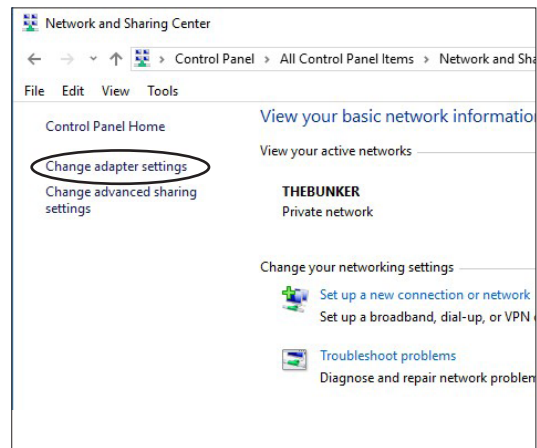 Network and Sharing Center
Control Panel > All Control Panel Items > Network and Sha
File Edit View Tools
Control Panel Home
Change adapter settings
Change advanced sharing
settings
View your basic network informatio
View your active networks
THEBUNKER
Private network
Change your networking settings
Set up a new connection or network
Set up a broadband, dial-up, or VPN
Troubleshoot problems
Diagnose and repair network problem